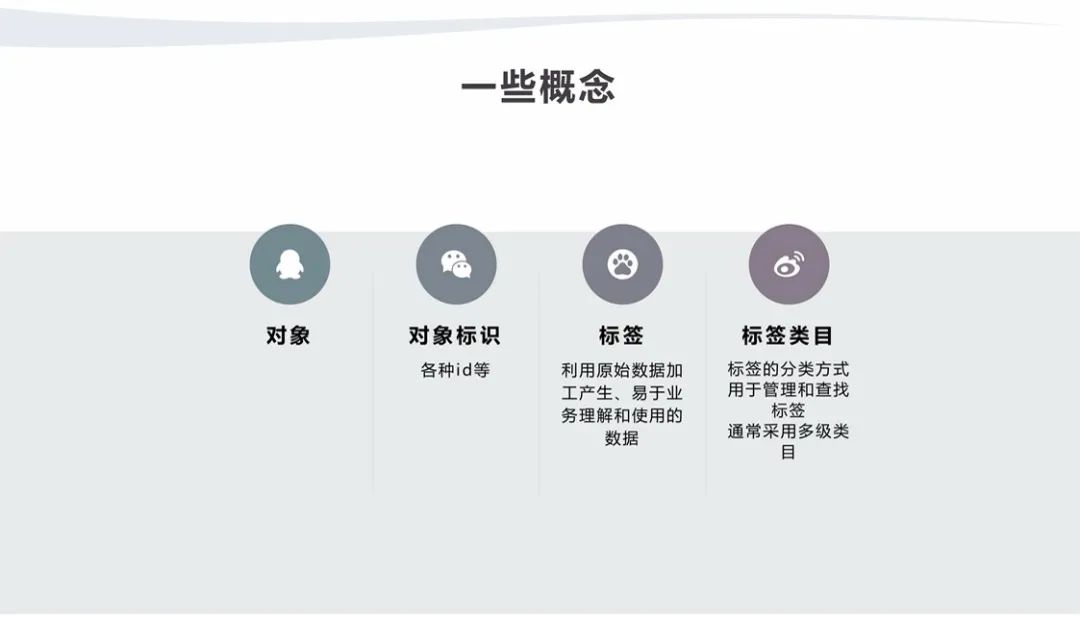 一些概念
对象
对象标识
各种id等
标签
利用原始数据加
工产生、易于业
务理解和使用的
数据
标签类目
标签的分类方式
用于管理和查找
标签
通常采用多级类
目